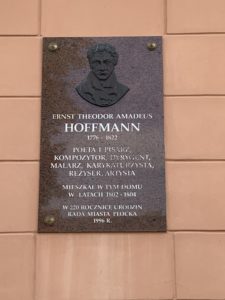 ERNST THEODOR AMADEUS
HOFFMANN
1776 - 1822
POETA I PISARZ,
KOMPOZYTOR, DYRYGENT,
MALARZ, KARYKATURZYSTA,
REŻYSER, ARTYSTA
MIESZKAŁ W TYM DOMU
W LATACH 1802 - 1804
W 220 ROCZNICĘ URODZIN
RADA MIASTA PŁOCKA
1996 R.